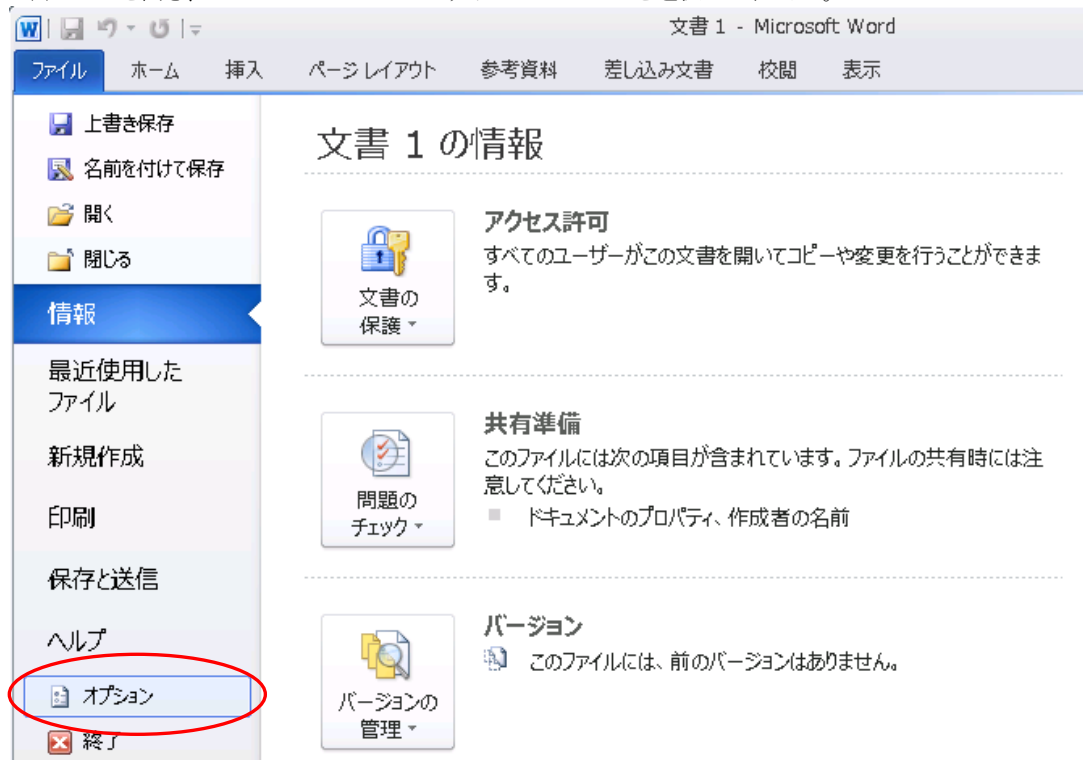 文書 1 - Microsoft Word
ファイル ホーム 挿入 ページ レイアウト 参考資料 差し込み文書 校閲 表示
上書き保存
名前を付けて保存
開く
閉じる
情報
最近使用した
ファイル
新規作成
印刷
保存と送信
ヘルプ
オプション
終了
文書 1 の情報
文書の
保護
アクセス許可
すべてのユーザーがこの文書を開いてコピーや変更を行うことができま
す。
問題の
チェック
共有準備
このファイルには次の項目が含まれています。ファイルの共有時には注
意してください。
ドキュメントのプロパティ、作成者の名前
バージョンの
管理
バージョン
このファイルには、前のバージョンはありません。